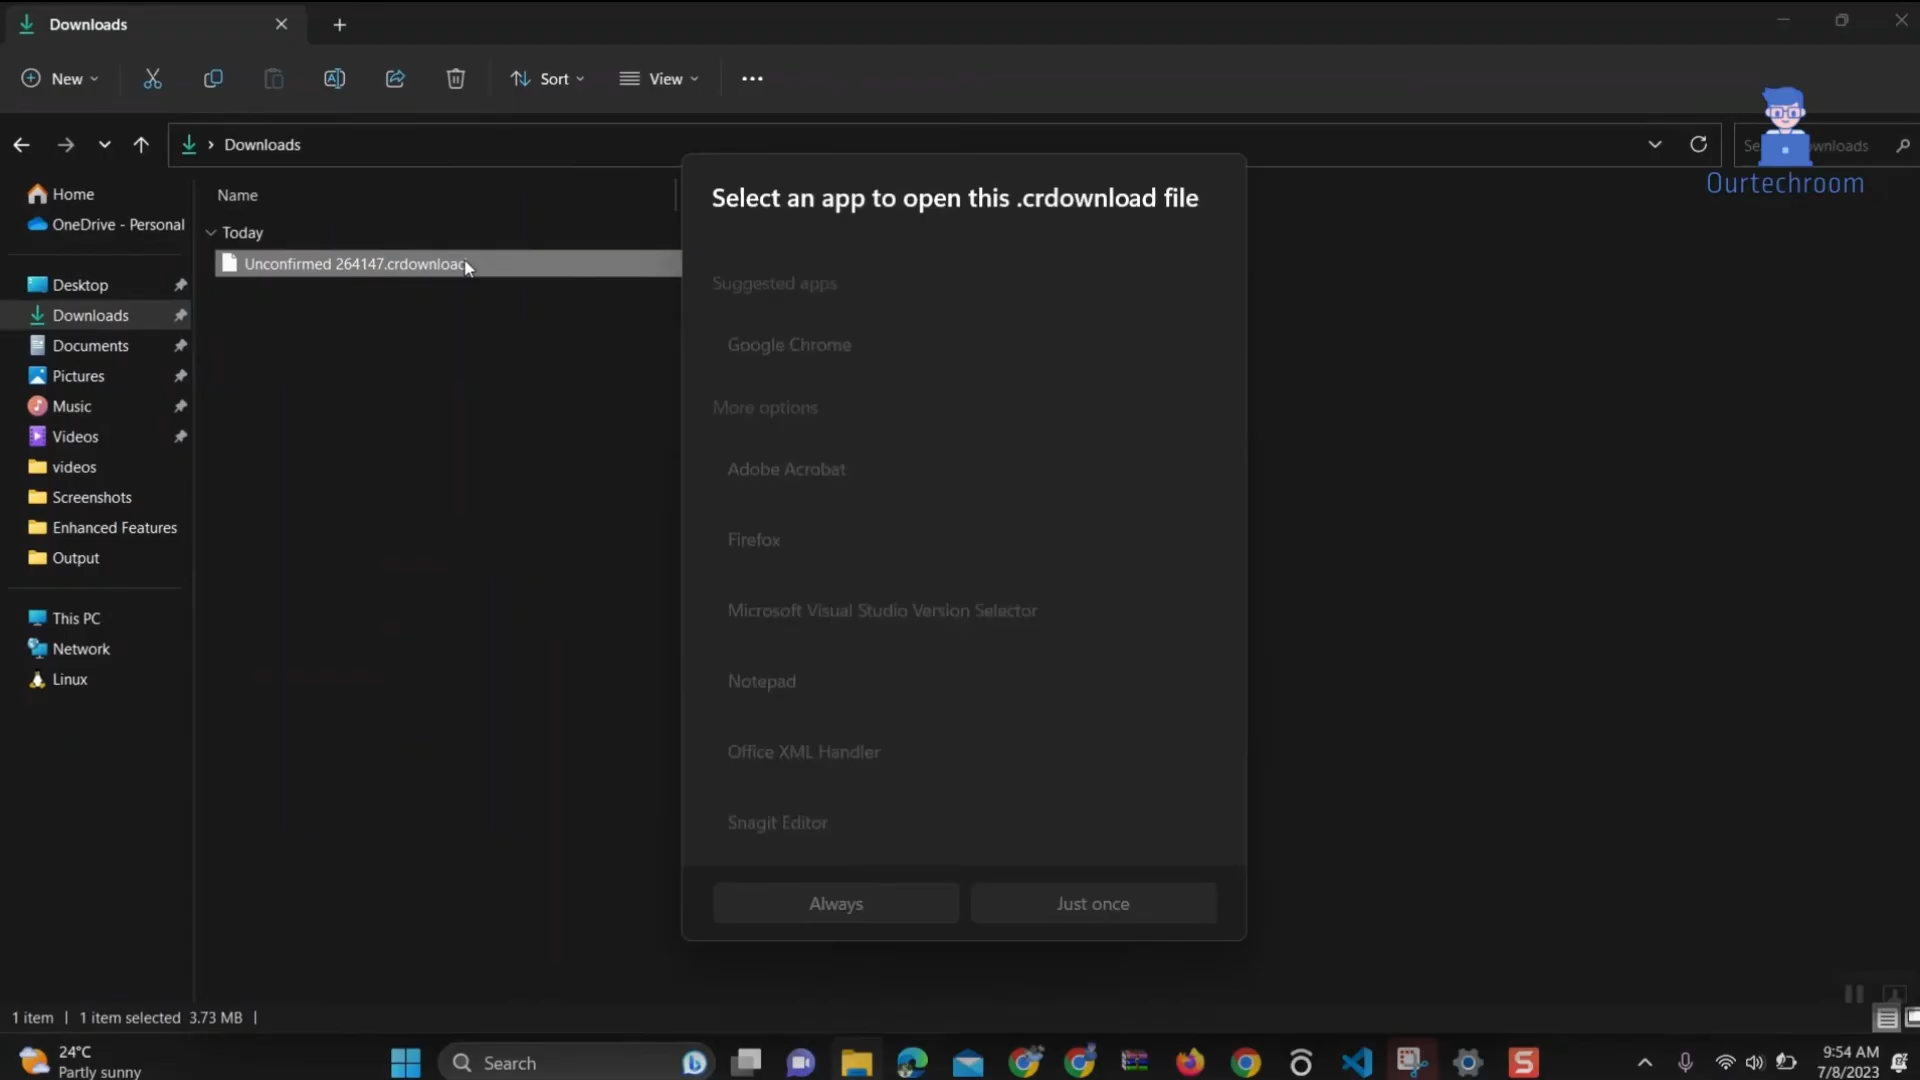 Downloads
New
Sort
View
Downloads
Se
wnloads
Ourtechroom
Home
OneDrive - Personal
Desktop
Downloads
Documents
Pictures
Music
Videos
videos
Screenshots
Enhanced Features
Output
This PC
Network
Linux
Name
Today
Unconfirmed 264147.crdownload
Select an app to open this .crdownload file
Suggested apps
Google Chrome
More options
Adobe Acrobat
Firefox
Microsoft Visual Studio Version Selector
Notepad
Office XML Handler
Snagit Editor
Always
Just once
1 item | 1 item selected 3.73 MB |
24°C
Partly sunny
Search
9:54 AM
7/8/2023